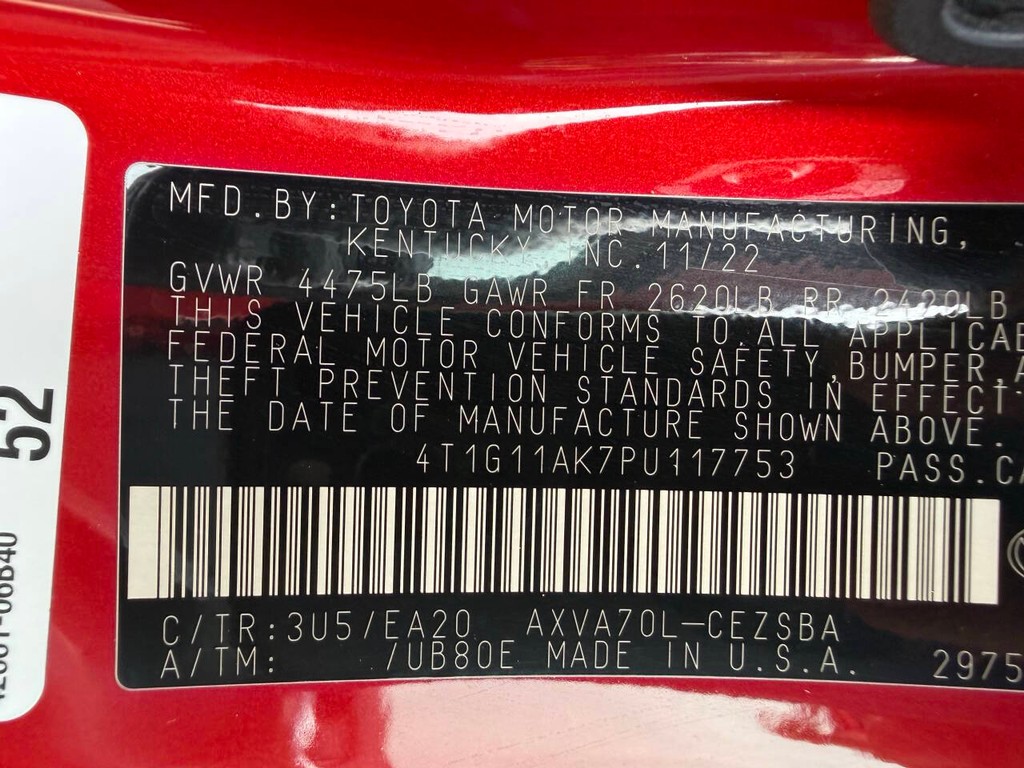 MFD.BY:TOYOTA MOTOR MANUFACTURING,
KENTUCKY, INC. 11/22
GVWR 4475LB GAWR FR 2620LB RR 2420LB
THIS VEHICLE CONFORMS TO ALL APPLICAB
FEDERAL MOTOR VEHICLE SAFETY, BUMPER, A
THEFT PREVENTION STANDARDS IN EFFECT
THE DATE OF MANUFACTURE SHOWN ABOVE.
4T1G11AK7PU117753 PASS.CA
C/TR:3U5/EA20 AXVA70L-CEZSBA
A/TM: /UB80E MADE IN U.S.A. 2975
52